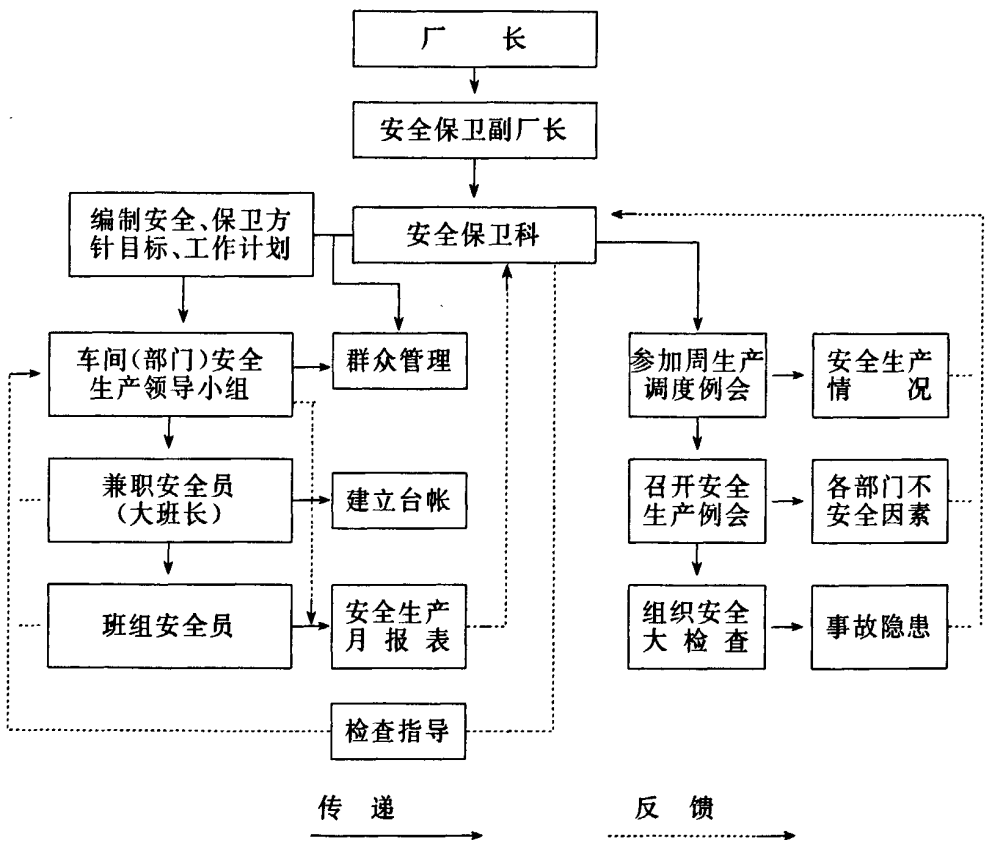 厂 长
安全保卫副厂长
编制安全、保卫方
针目标、工作计划
安全保卫科
车间(部门)安全
生产领导小组
群众管理
参加周生产
调度例会
安全生产
情 况
兼职安全员
(大班长)
建立台帐
召开安全
生产例会
各部门不
安全因素
班组安全员
安全生产
月报表
组织安全
大检查
事故隐患
检查指导
传 递
反 馈